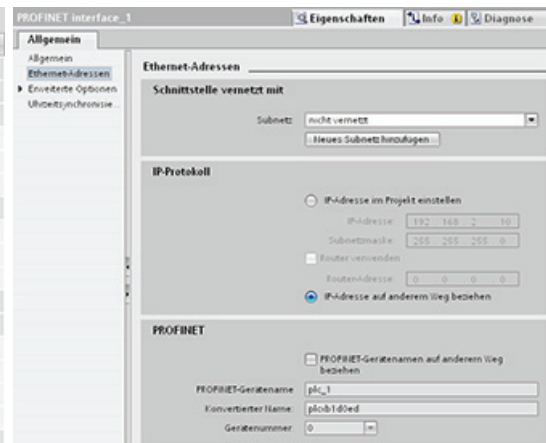 PROFINET interface_1
Eigenschaften
Info
Diagnose
Allgemein
Allgemein
Ethernet-Adressen
Erweiterte Optionen
Uhrzeitsynchronisie...
Ethernet-Adressen
Schnittstelle vernetzt mit
Subnetz: nicht vernetzt
Neues Subnetz hinzufügen
IP-Protokoll
IP-Adresse im Projekt einstellen
IP-Adresse: 192 . 168 . 2 . 10
Subnetzmaske: 255 . 255 . 255 . 0
Router verwenden
Router-Adresse: 0 . 0 . 0 . 0
IP-Adresse auf anderem Weg beziehen
PROFINET
PROFINET-Gerätenamen auf anderem Weg
beziehen
PROFINET-Gerätename plc_1
Konvertierter Name: plcxb1d0ed
Gerätenummer: 0